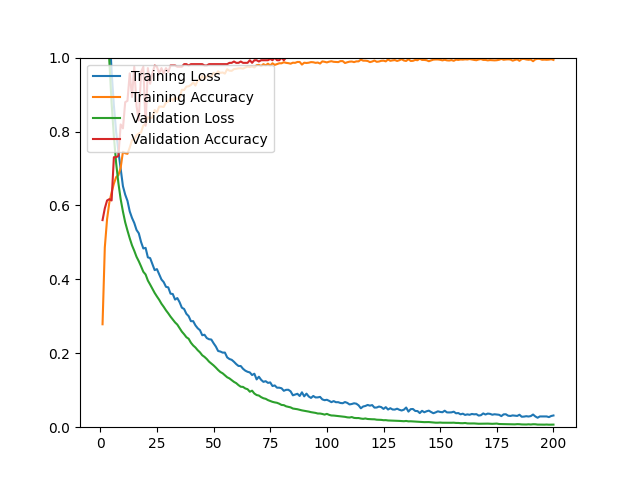 1.0
0.8
0.6
0.4
0.2
0.0
Training Loss
Training Accuracy
Validation Loss
Validation Accuracy
0 25 50 75 100 125 150 175 200